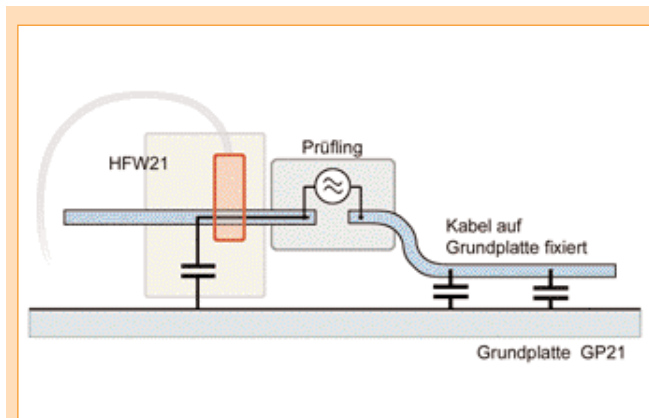 Prüfling
HFW21
Kabel auf
Grundplatte fixiert
Grundplatte GP21